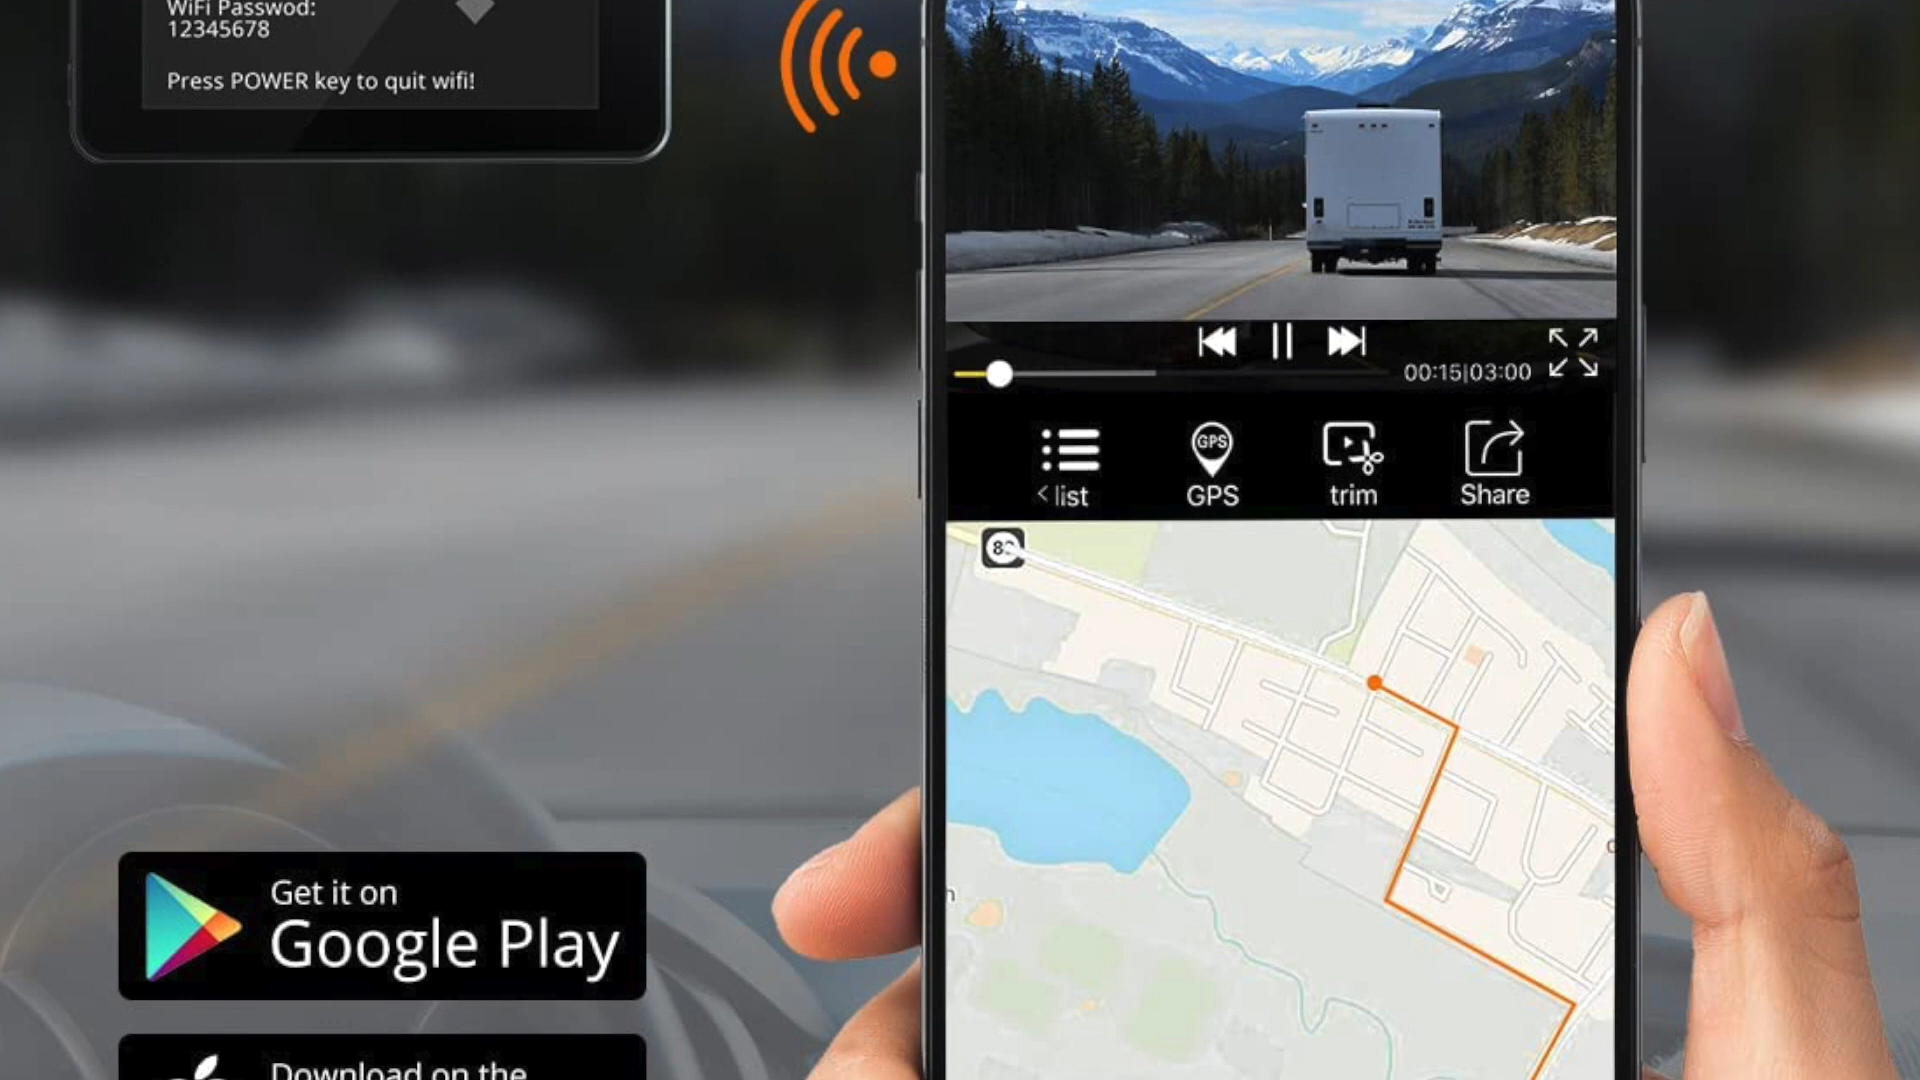 WiFi Passwod:
12345678
Press POWER key to quit wifi!
00:15|03:00
< list
GPS
GPS
trim
Share
Get it on
Google Play
Download on the